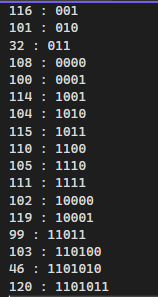 116 : 001
101 : 010
32 : 011
108 : 0000
100 : 0001
114 : 1001
104 : 1010
115 : 1011
110 : 1100
105 : 1110
111 : 1111
102 : 10000
119 : 10001
99 : 11011
103 : 110100
46 : 1101010
120 : 1101011